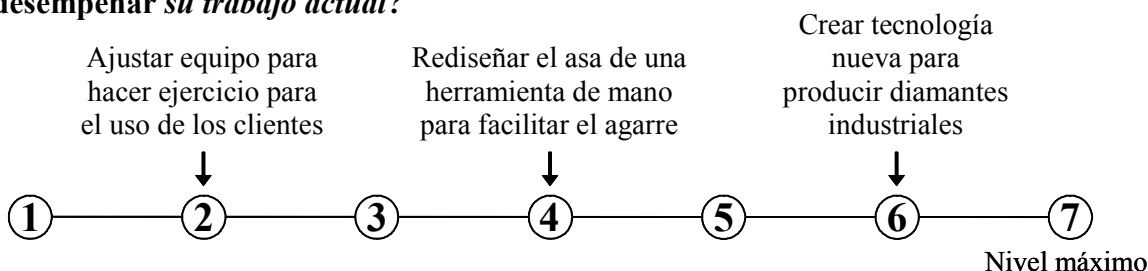 desempeñar su trabajo actual?
Ajustar equipo para
hacer ejercicio para
el uso de los clientes
Rediseñar el asa de una
herramienta de mano
para facilitar el agarre
Crear tecnología
nueva para
producir diamantes
industriales
1 2 3 4 5 6 7
Nivel máximo